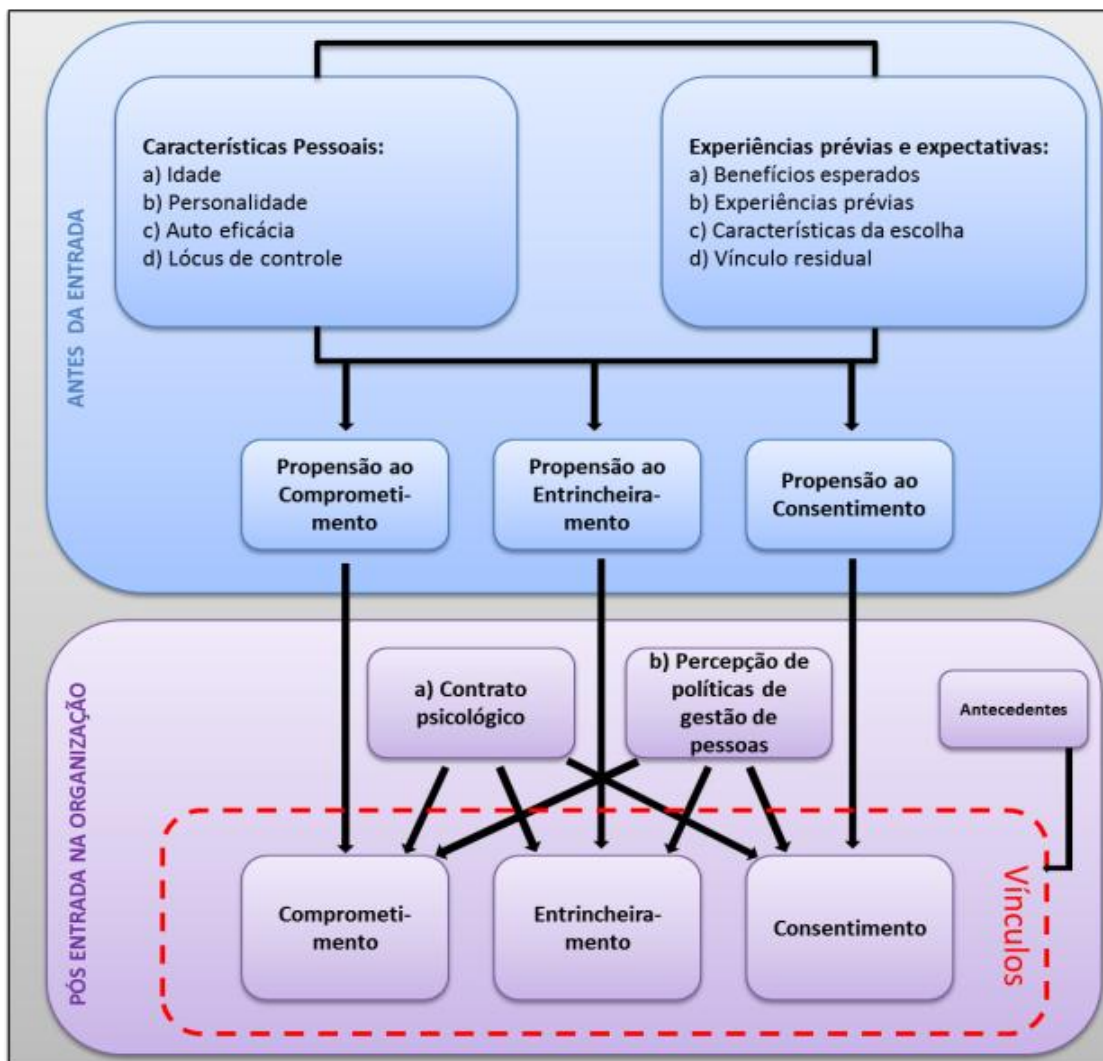 ANTES DA ENTRADA
Características Pessoais:
a) Idade
b) Personalidade
c) Auto eficácia
d) Lócus de controle
Experiências prévias e expectativas:
a) Benefícios esperados
b) Experiências prévias
c) Características da escolha
d) Vínculo residual
Propensão ao
Comprometi-
mento
Propensão ao
Entrincheira-
mento
Propensão ao
Consentimento
PÓS ENTRADA NA ORGANIZAÇÃO
a) Contrato
psicológico
b) Percepção de
políticas de
gestão de
pessoas
Antecedentes
Comprometi-
mento
Entrincheira-
mento
Consentimento
Vínculos